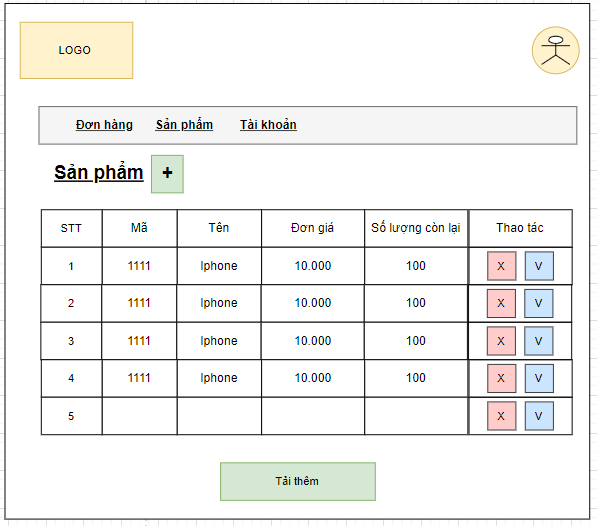 LOGO
Đơn hàng Sản phẩm Tài khoản
Sản phẩm +
STT Mã Tên Đơn giá Số lượng còn lại Thao tác
1 1111 Iphone 10.000 100 X V
2 1111 Iphone 10.000 100 X V
3 1111 Iphone 10.000 100 X V
4 1111 Iphone 10.000 100 X V
5 X V
Tải thêm